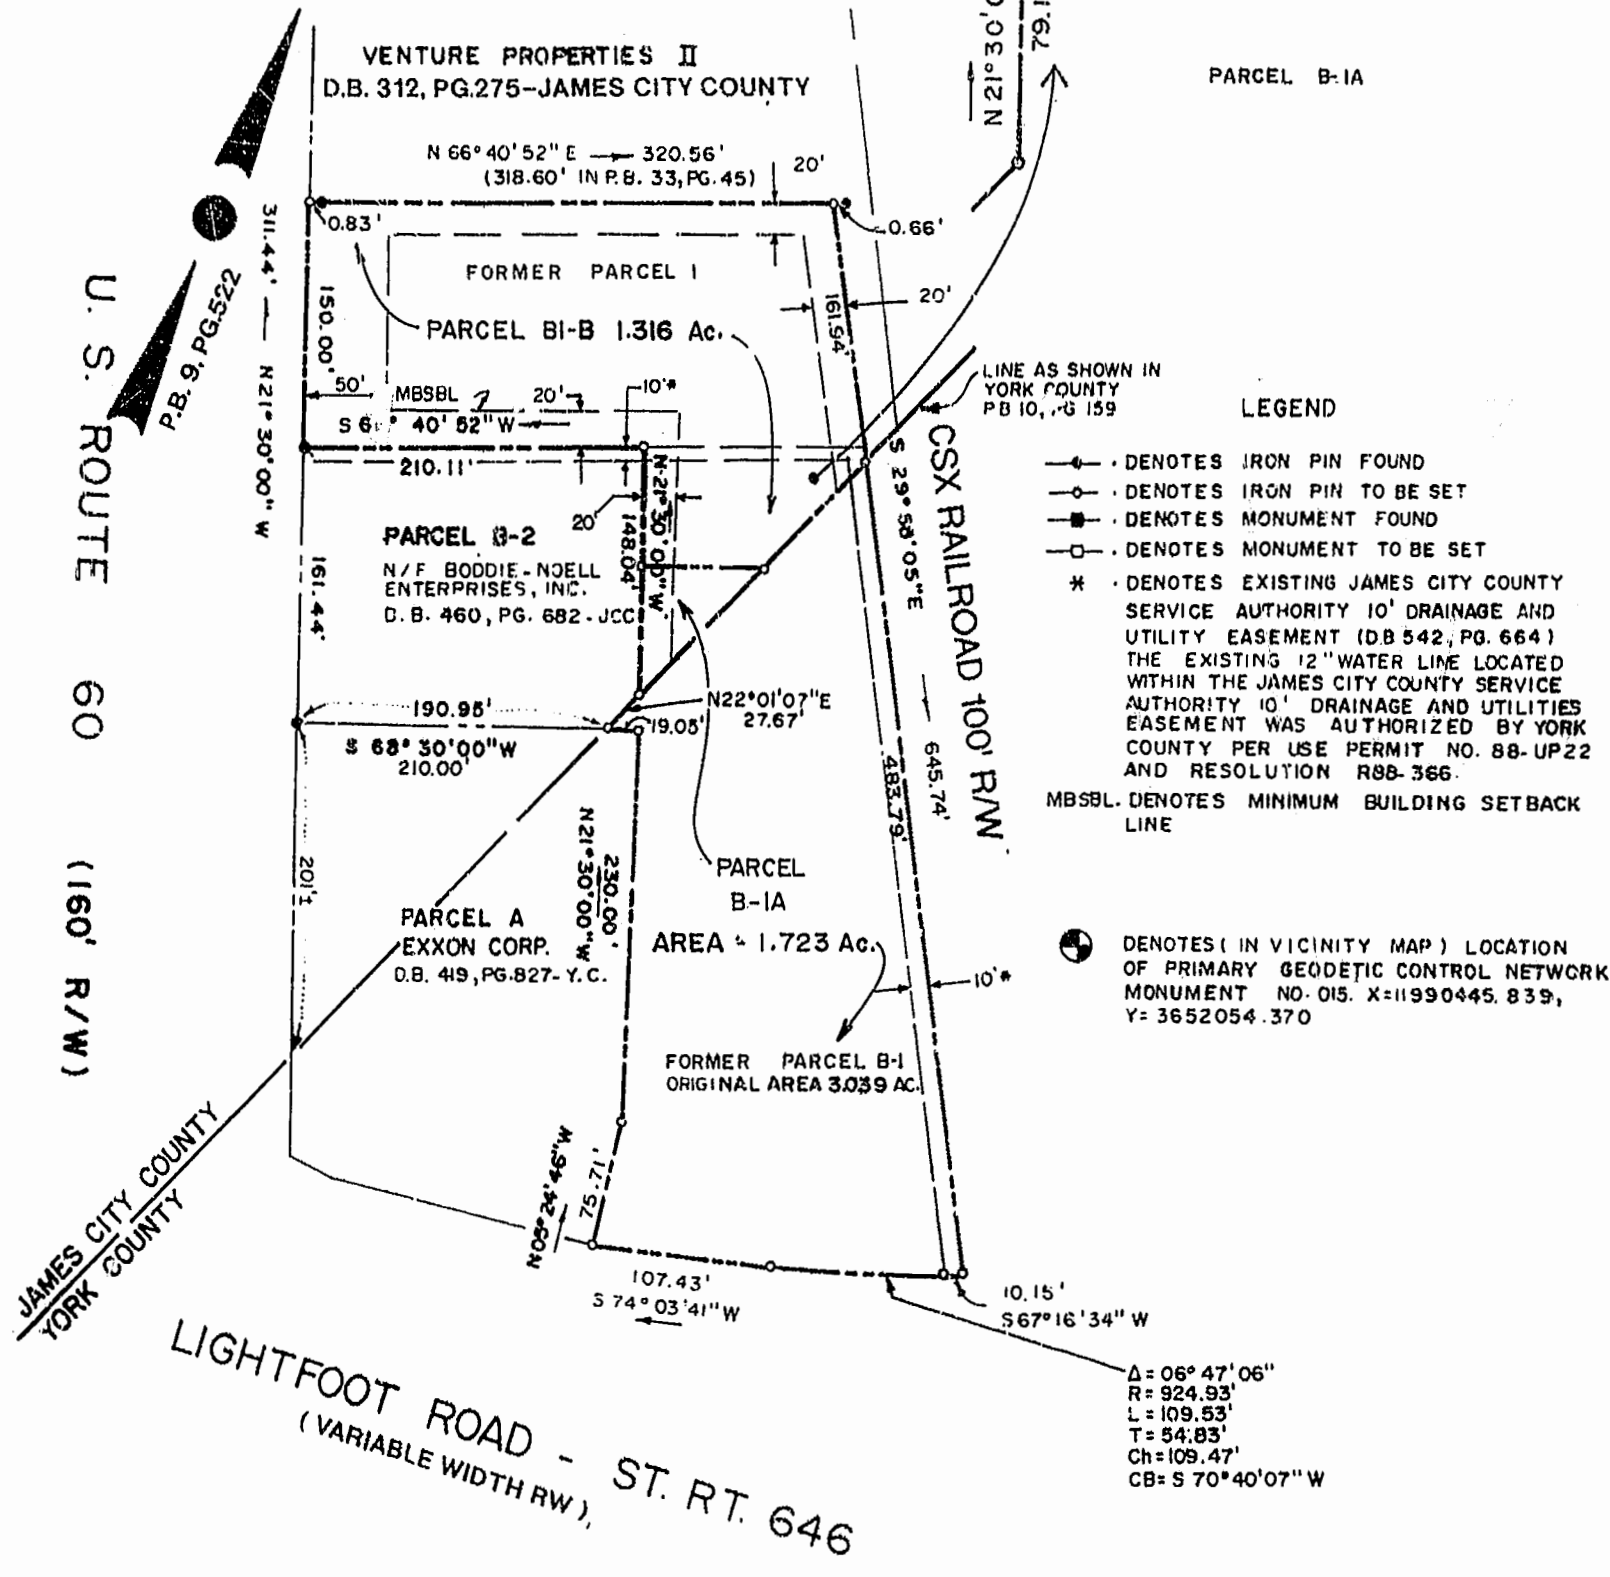 VENTURE PROPERTIES II
D.B. 312, PG.275-JAMES CITY COUNTY
N 21°30'0
79.1
PARCEL B-1A
N 66°40'52" E 320.56'
(318.60' IN P.B. 33, PG. 45)
20'
0.83'
0.66'
FORMER PARCEL 1
PARCEL B1-B 1.316 Ac.
20'
161.94'
150.00'
311.44' N 21° 30'00" W
P.B. 9, PG.522
U. S. ROUTE 60 (160' R/W)
50'
MBSBL
20'
10'*
S 6 ° 40' 52" W
210.11'
N-21° 30' 00" W
148.04'
20'
PARCEL B-2
N/F BODDIE-NOELL
ENTERPRISES, INC.
D.B. 460, PG. 682-JCC
161.44'
LINE AS SHOWN IN
YORK COUNTY
PB 10, PG 159
S 29° 58' 05" E
645.74'
CSX RAILROAD 100' R/W
483.79'
190.95'
S 68° 30'00" W
210.00'
19.05'
N22°01'07"E
27.67'
201'±
N21°30'00"W
230.00'
PARCEL A
EXXON CORP.
D.B. 419, PG.827- Y.C.
PARCEL
B-1A
AREA = 1.723 Ac.
10'*
FORMER PARCEL B-1
ORIGINAL AREA 3.039 AC.
N05°24'46"W
75.71'
107.43'
S 74° 03'41" W
10.15'
S67°16'34" W
Δ= 06° 47' 06"
R= 924.93'
L = 109.53'
T= 54.83'
Ch=109.47'
CB= S 70°40'07" W
JAMES CITY COUNTY
YORK COUNTY
LIGHTFOOT ROAD - ST. RT. 646
(VARIABLE WIDTH RW)
LEGEND
DENOTES IRON PIN FOUND
DENOTES IRON PIN TO BE SET
DENOTES MONUMENT FOUND
DENOTES MONUMENT TO BE SET
* DENOTES EXISTING JAMES CITY COUNTY
SERVICE AUTHORITY 10' DRAINAGE AND
UTILITY EASEMENT (D.B 542, PG. 664)
THE EXISTING 12" WATER LINE LOCATED
WITHIN THE JAMES CITY COUNTY SERVICE
AUTHORITY 10' DRAINAGE AND UTILITIES
EASEMENT WAS AUTHORIZED BY YORK
COUNTY PER USE PERMIT NO. 88-UP22
AND RESOLUTION R88-366.
MBSBL. DENOTES MINIMUM BUILDING SETBACK
LINE
DENOTES ( IN VICINITY MAP ) LOCATION
OF PRIMARY GEODETIC CONTROL NETWORK
MONUMENT NO. 015. X=11990445.839,
Y= 3652054.370